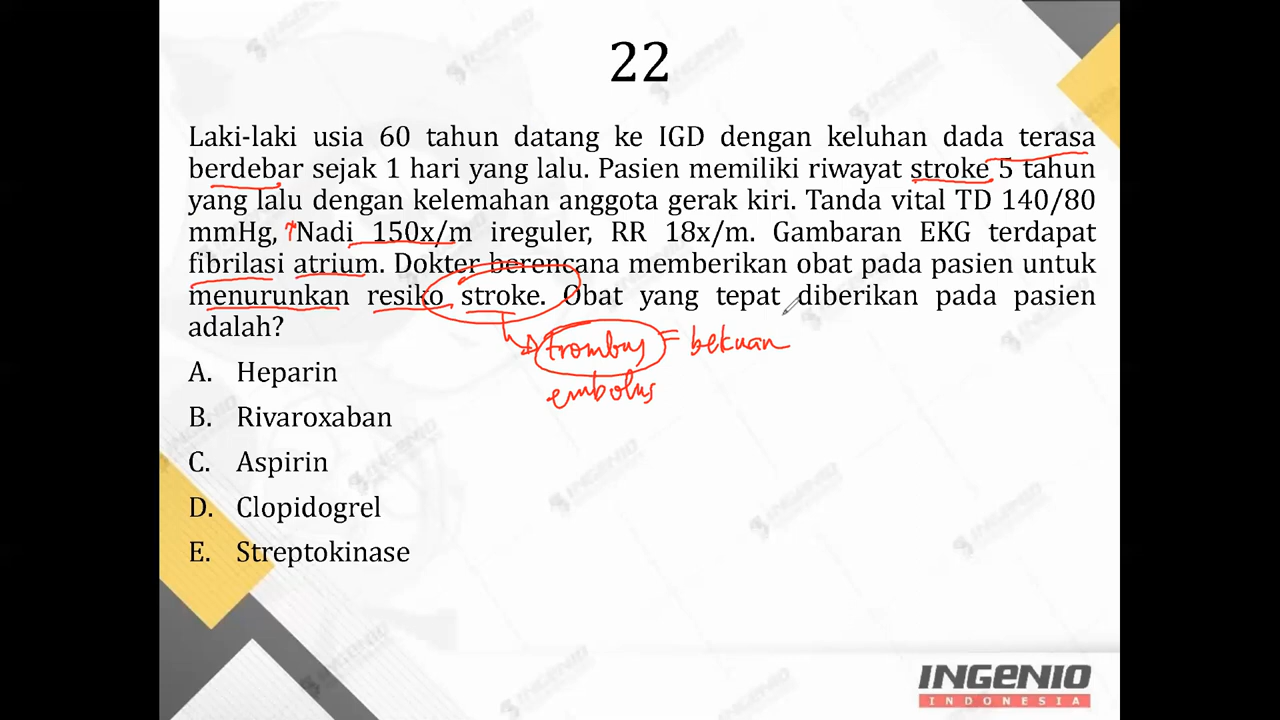 22
Laki-laki usia 60 tahun datang ke IGD dengan keluhan dada terasa
berdebar sejak 1 hari yang lalu. Pasien memiliki riwayat stroke 5 tahun
yang lalu dengan kelemahan anggota gerak kiri. Tanda vital TD 140/80
mmHg, Nadi 150x/m ireguler, RR 18x/m. Gambaran EKG terdapat
fibrilasi atrium. Dokter berencana memberikan obat pada pasien untuk
menurunkan resiko stroke. Obat yang tepat diberikan pada pasien
adalah?
trombus = bekuan
embolus
A. Heparin
B. Rivaroxaban
C. Aspirin
D. Clopidogrel
E. Streptokinase
INGENIO
INDONESIA